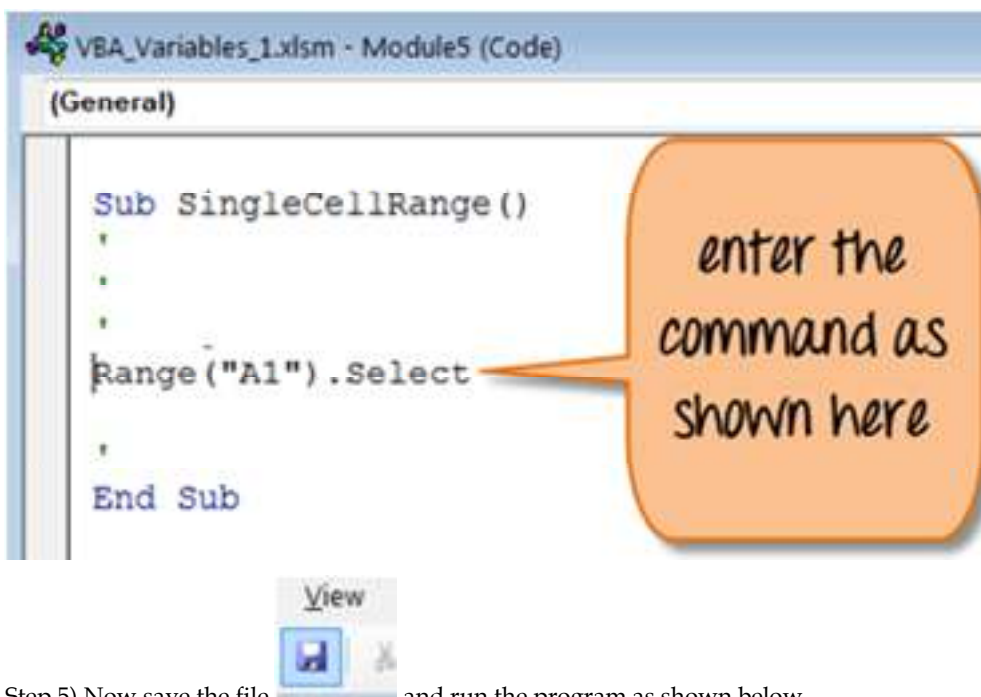 VBA_Variables_1.xlsm - Module5 (Code)
(General)
Sub SingleCellRange()
'
'
'
Range("A1").Select
'
End Sub
enter the
command as
shown here
View
Step 5) Now save the file and run the program as shown below